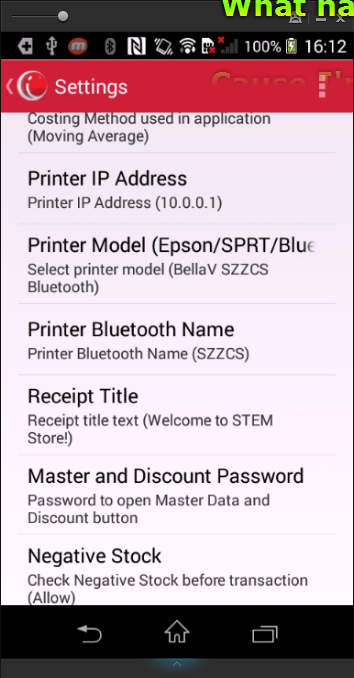 What ha
100% 16:12
Settings
Cause I'
Costing Method used in application
(Moving Average)
Printer IP Address
Printer IP Address (10.0.0.1)
Printer Model (Epson/SPRT/Blue
Select printer model (BellaV SZZCS
Bluetooth)
Printer Bluetooth Name
Printer Bluetooth Name (SZZCS)
Receipt Title
Receipt title text (Welcome to STEM
Store!)
Master and Discount Password
Password to open Master Data and
Discount button
Negative Stock
Check Negative Stock before transaction
(Allow)